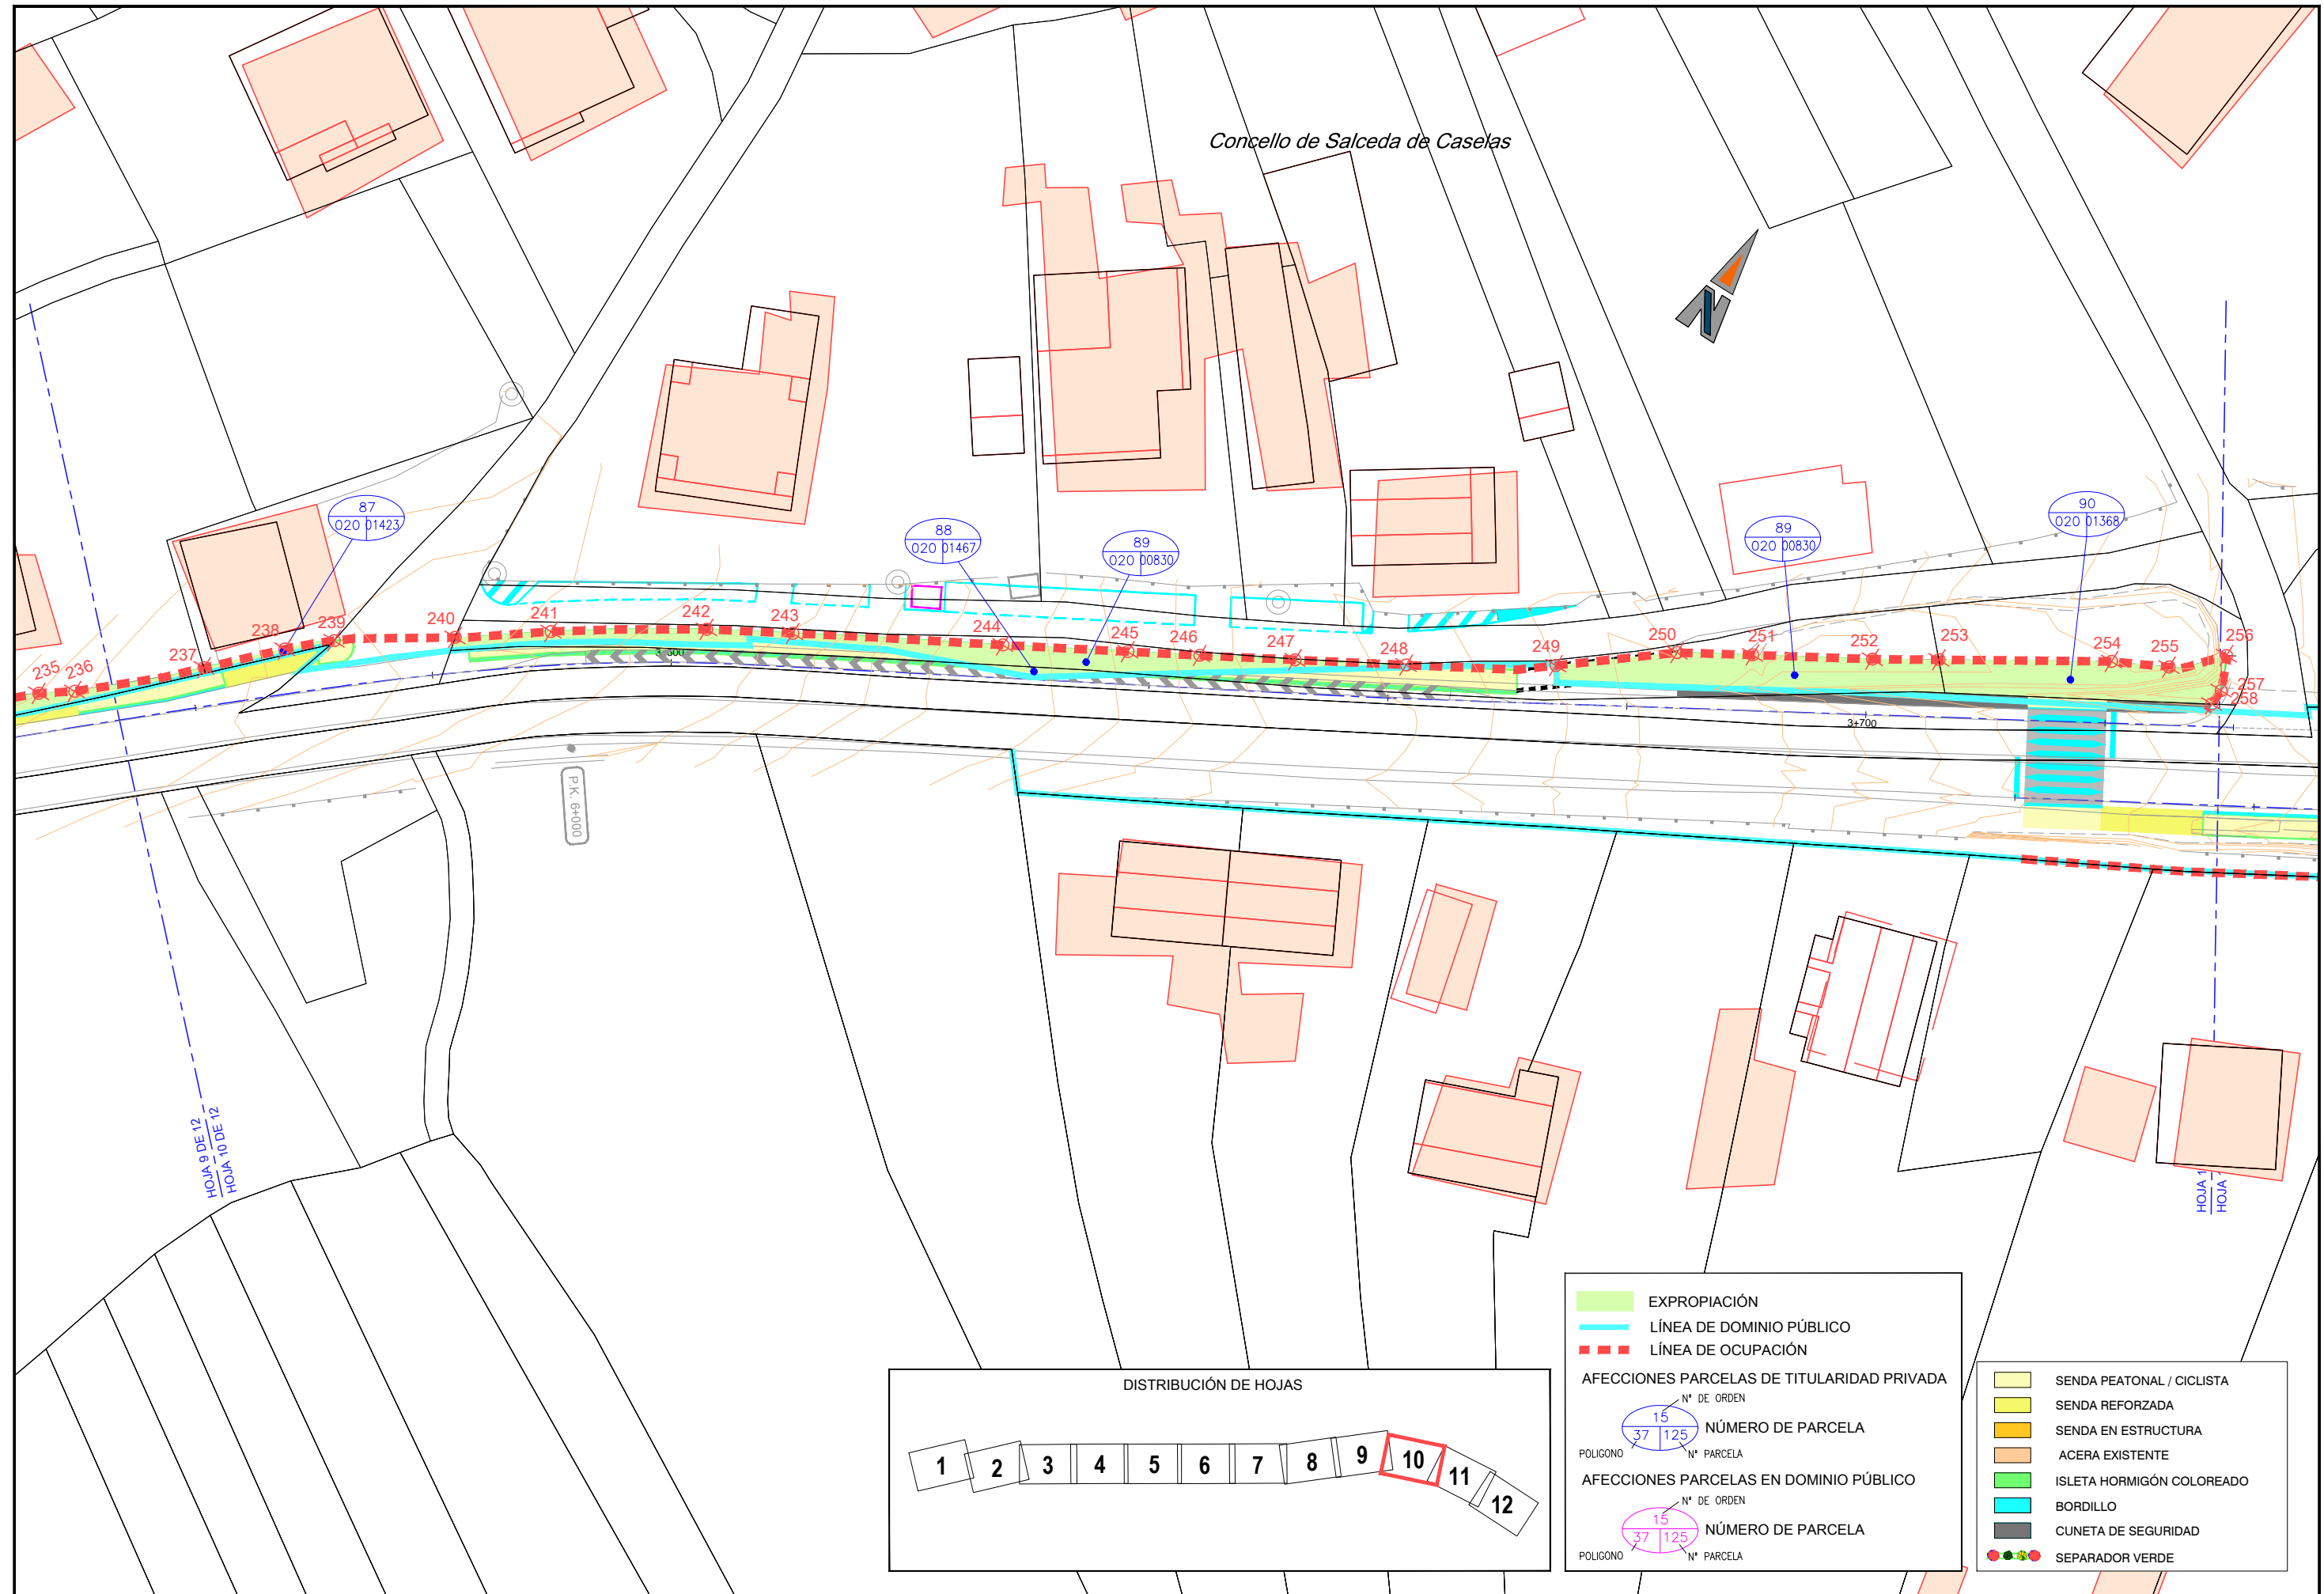 Concello de Salceda de Caselas
N
87
020 01423
88
020 01467
89
020 00830
89
020 00830
90
020 01368
235
236
237
238
239
240
241
242
243
244
245
246
247
248
249
250
251
252
253
254
255
256
257
258
3+700
P.K. 6+000
HOJA 9 DE 12
HOJA 10 DE 12
HOJA 1
HOJA
EXPROPIACIÓN
LÍNEA DE DOMINIO PÚBLICO
LÍNEA DE OCUPACIÓN
AFECCIONES PARCELAS DE TITULARIDAD PRIVADA
Nº DE ORDEN
15
37 125
NÚMERO DE PARCELA
POLIGONO
Nº PARCELA
AFECCIONES PARCELAS EN DOMINIO PÚBLICO
Nº DE ORDEN
15
37 125
NÚMERO DE PARCELA
POLIGONO
Nº PARCELA
SENDA PEATONAL / CICLISTA
SENDA REFORZADA
SENDA EN ESTRUCTURA
ACERA EXISTENTE
ISLETA HORMIGÓN COLOREADO
BORDILLO
CUNETA DE SEGURIDAD
SEPARADOR VERDE
DISTRIBUCIÓN DE HOJAS
1 2 3 4 5 6 7 8 9 10 11 12